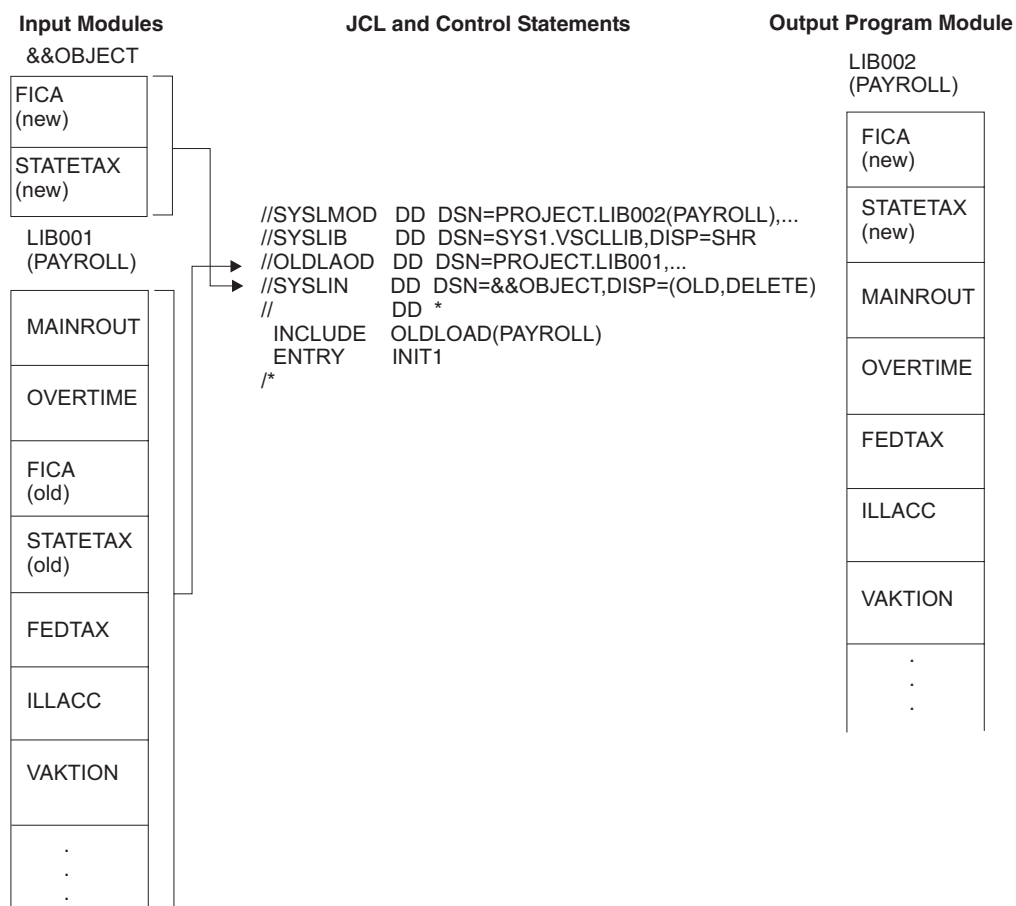 Input Modules
JCL and Control Statements
Output Program Module
&&OBJECT
FICA
(new)
STATETAX
(new)
LIB001
(PAYROLL)
MAINROUT
OVERTIME
FICA
(old)
STATETAX
(old)
FEDTAX
ILLACC
VAKTION
.
.
.
//SYSLMOD DD DSN=PROJECT.LIB002(PAYROLL),...
//SYSLIB DD DSN=SYS1.VSCLLIB,DISP=SHR
//OLDLAOD DD DSN=PROJECT.LIB001,...
//SYSLIN DD DSN=&&OBJECT,DISP=(OLD,DELETE)
// DD *
INCLUDE OLDLOAD(PAYROLL)
ENTRY INIT1
/*
LIB002
(PAYROLL)
FICA
(new)
STATETAX
(new)
MAINROUT
OVERTIME
FEDTAX
ILLACC
VAKTION
.
.
.